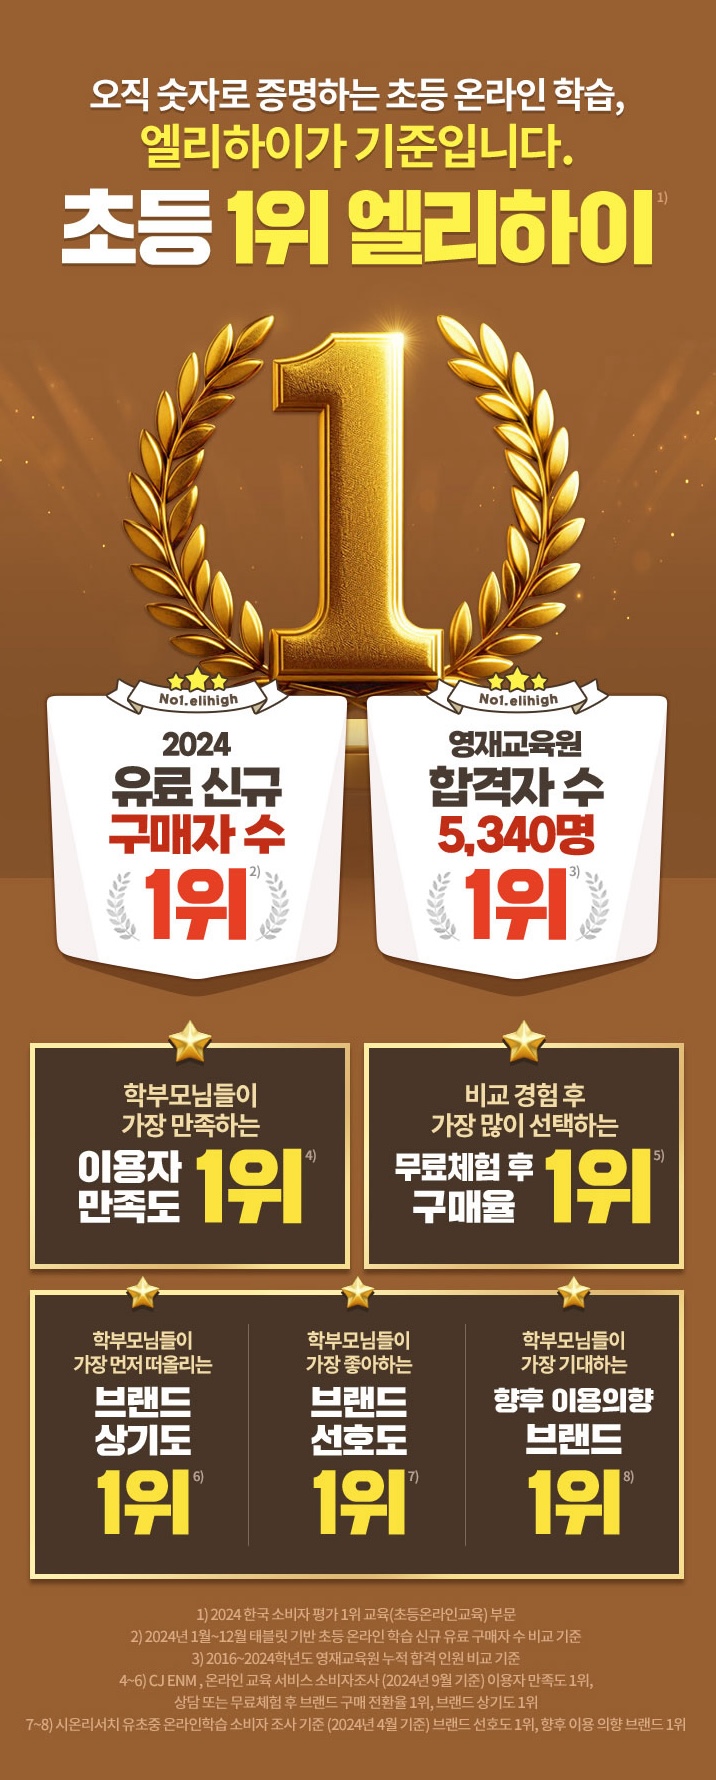 오직 숫자로 증명하는 초등 온라인 학습,
엘리하이가 기준입니다.
초등 1위 엘리하이 1)
1
No1.elihigh
2024
유료 신규
구매자 수
1위 2)
No1.elihigh
영재교육원
합격자 수
5,340명
1위 3)
학부모님들이
가장 만족하는
이용자
만족도
1위 4)
비교 경험 후
가장 많이 선택하는
무료체험 후
구매율
1위 5)
학부모님들이
가장 먼저 떠올리는
브랜드
상기도
1위 6)
학부모님들이
가장 좋아하는
브랜드
선호도
1위 7)
학부모님들이
가장 기대하는
향후 이용의향
브랜드
1위 8)
1) 2024 한국 소비자 평가 1위 교육(초등온라인교육) 부문
2) 2024년 1월~12월 태블릿 기반 초등 온라인 학습 신규 유료 구매자 수 비교 기준
3) 2016~2024학년도 영재교육원 누적 합격 인원 비교 기준
4~6) CJ ENM , 온라인 교육 서비스 소비자조사 (2024년 9월 기준) 이용자 만족도 1위,
상담 또는 무료체험 후 브랜드 구매 전환율 1위, 브랜드 상기도 1위
7~8) 시온리서치 유초중 온라인학습 소비자 조사 기준 (2024년 4월 기준) 브랜드 선호도 1위, 향후 이용 의향 브랜드 1위